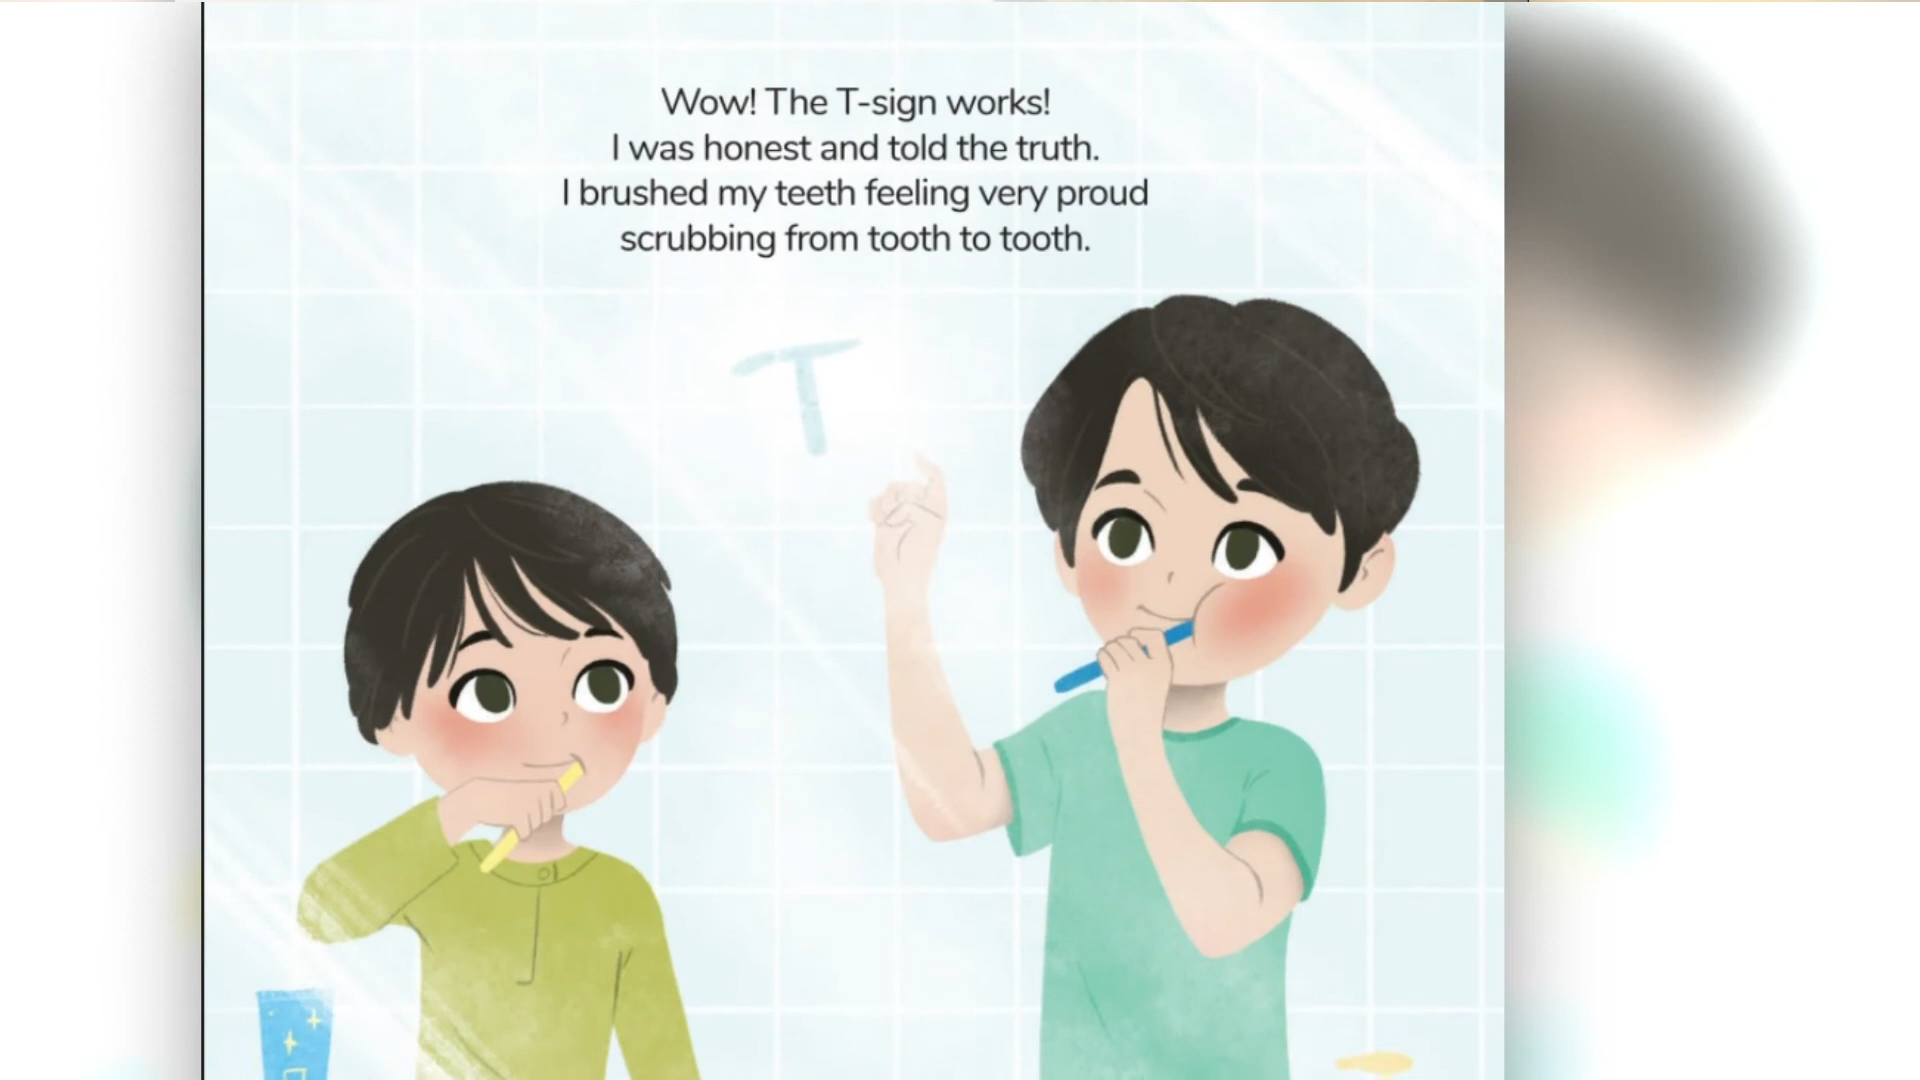 Wow! The T-sign works!
I was honest and told the truth.
I brushed my teeth feeling very proud
scrubbing from tooth to tooth.
T